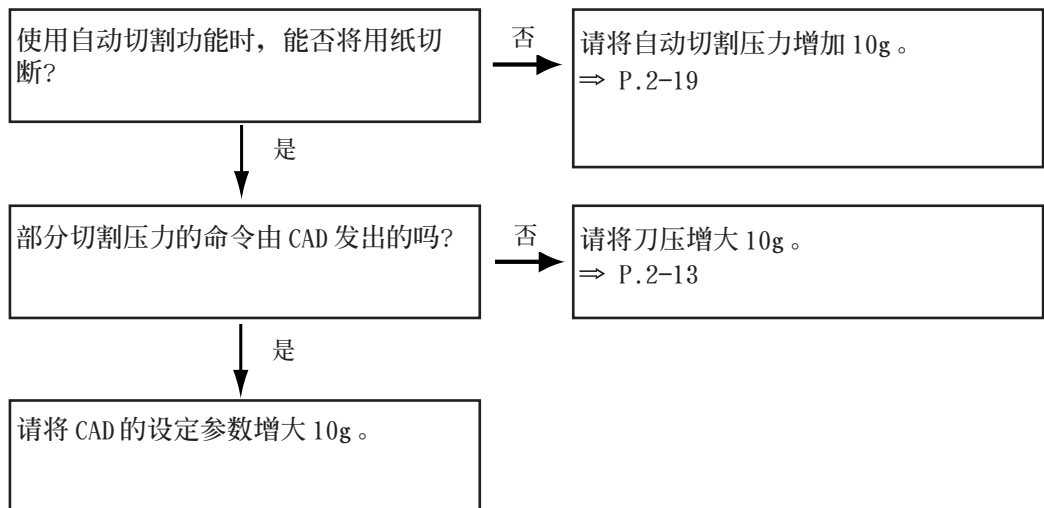 使用自动切割功能时，能否将用纸切
断?
否
请将自动切割压力增加 10g 。
⇒ P.2-19
是
部分切割压力的命令由 CAD 发出的吗?
否
请将刀压增大 10g 。
⇒ P.2-13
是
请将 CAD 的设定参数增大 10g 。